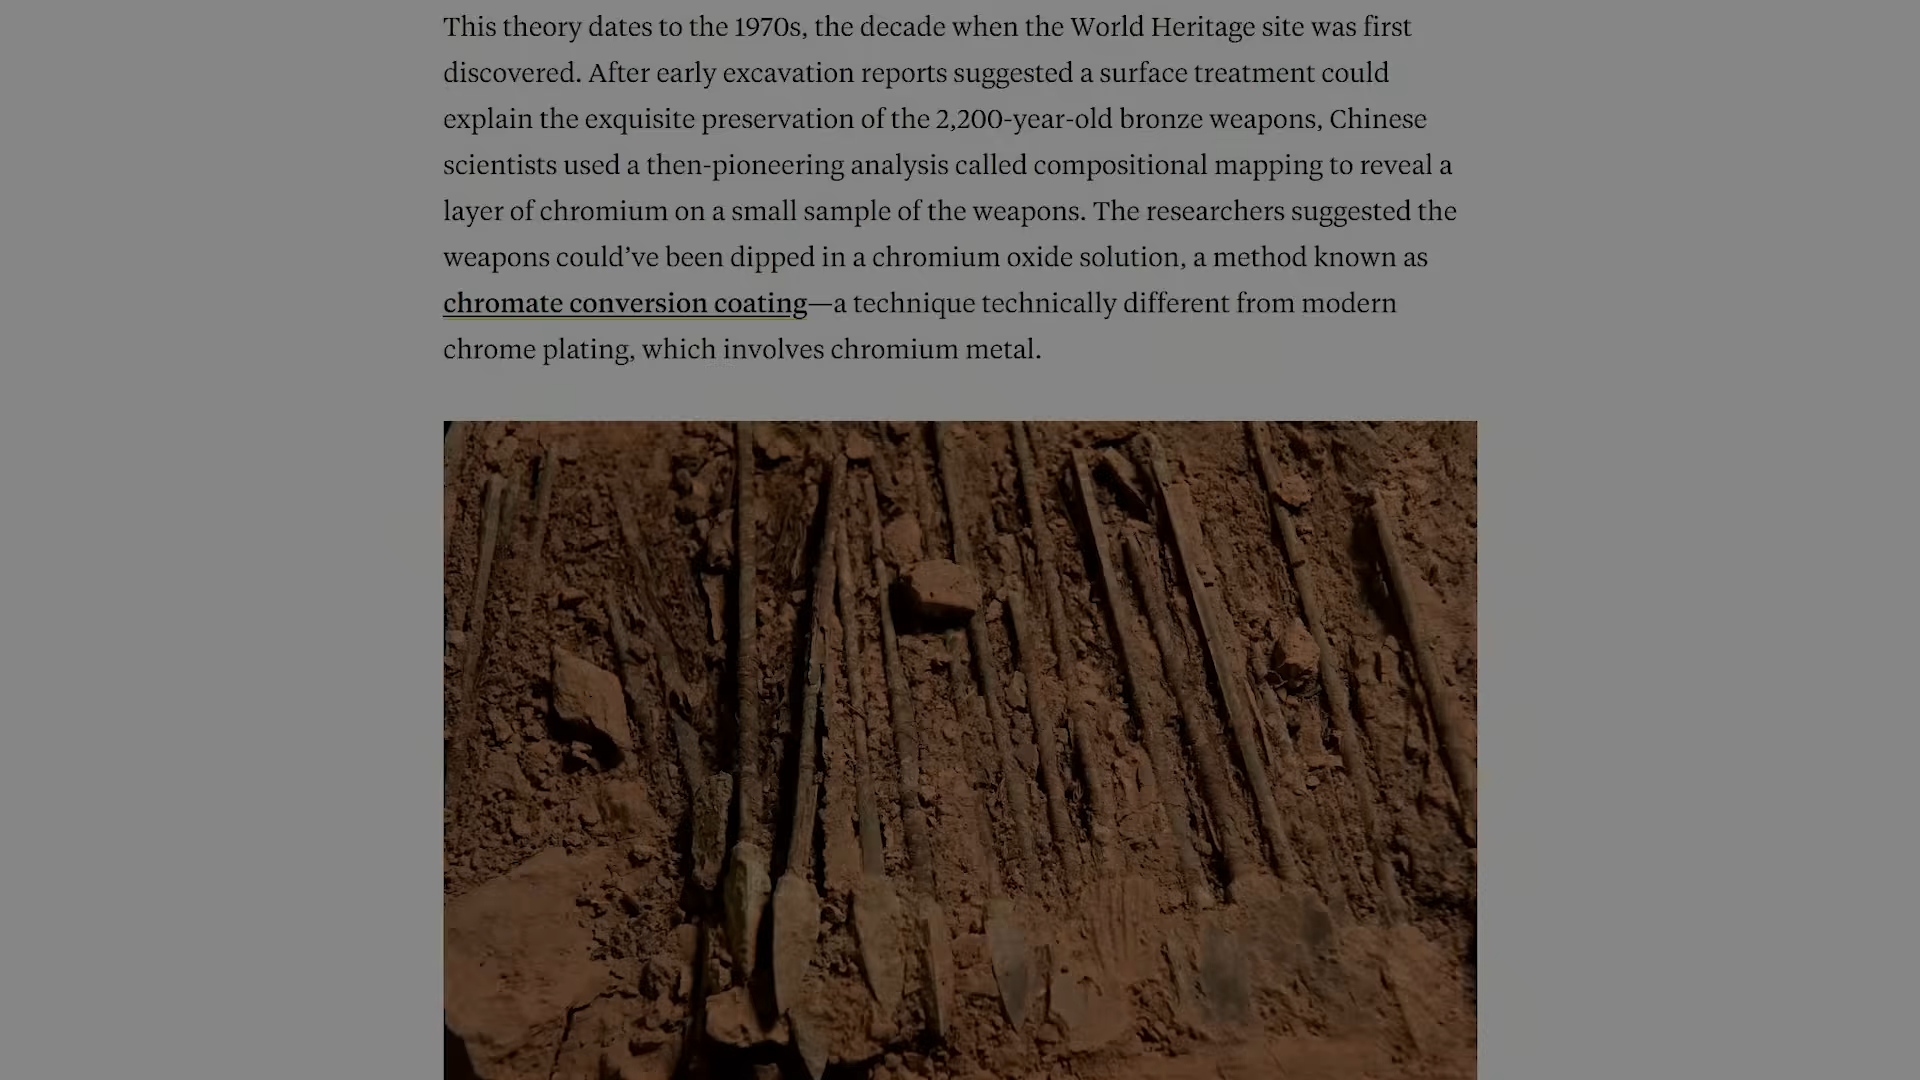 This theory dates to the 1970s, the decade when the World Heritage site was first
discovered. After early excavation reports suggested a surface treatment could
explain the exquisite preservation of the 2,200-year-old bronze weapons, Chinese
scientists used a then-pioneering analysis called compositional mapping to reveal a
layer of chromium on a small sample of the weapons. The researchers suggested the
weapons could’ve been dipped in a chromium oxide solution, a method known as
chromate conversion coating—a technique technically different from modern
chrome plating, which involves chromium metal.